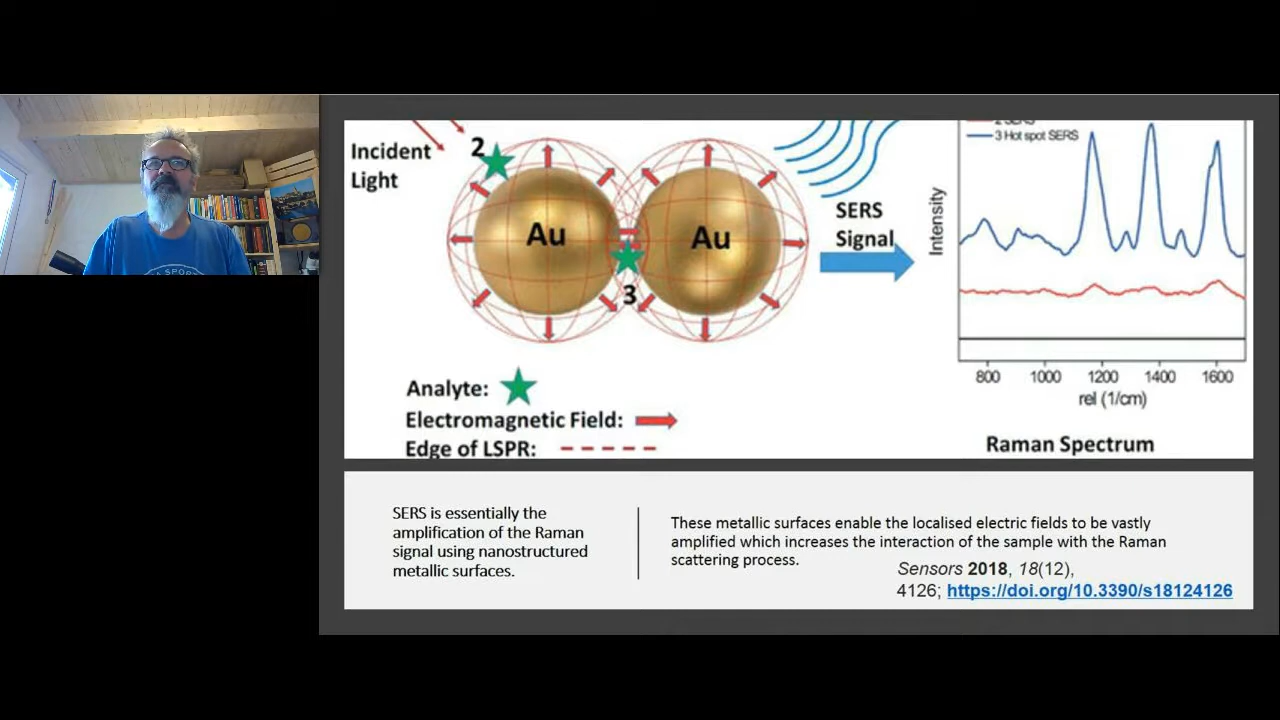 Incident
Light
2
Au
Au
3
SERS
Signal
Analyte:
Electromagnetic Field:
Edge of LSPR:
2 SERS
3 Hot spot SERS
Intensity
800 1000 1200 1400 1600
rel (1/cm)
Raman Spectrum
SERS is essentially the
amplification of the Raman
signal using nanostructured
metallic surfaces.
These metallic surfaces enable the localised electric fields to be vastly
amplified which increases the interaction of the sample with the Raman
scattering process.
Sensors 2018, 18(12),
4126; https://doi.org/10.3390/s18124126